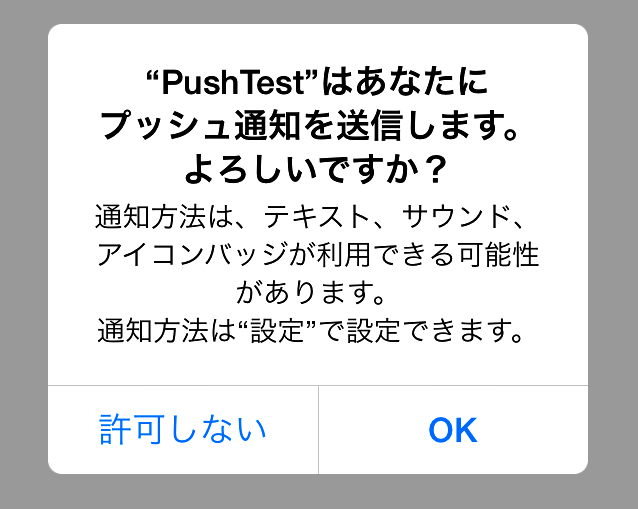 “PushTest”はあなたに
プッシュ通知を送信します。
よろしいですか？
通知方法は、テキスト、サウンド、
アイコンバッジが利用できる可能性
があります。
通知方法は“設定”で設定できます。
許可しない
OK